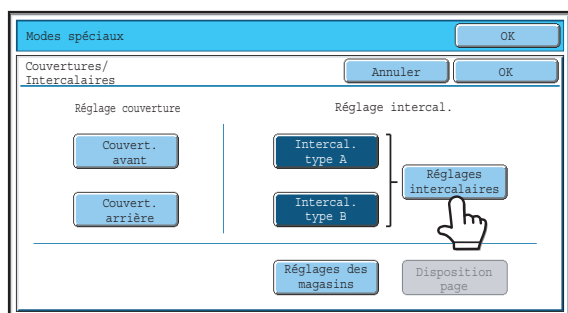 Modes spéciaux
OK
Couvertures/
Intercalaires
Annuler
OK
Réglage couverture
Réglage intercal.
Couvert.
avant
Intercal.
type A
Réglages
intercalaires
Couvert.
arrière
Intercal.
type B
Réglages des
magasins
Disposition
page